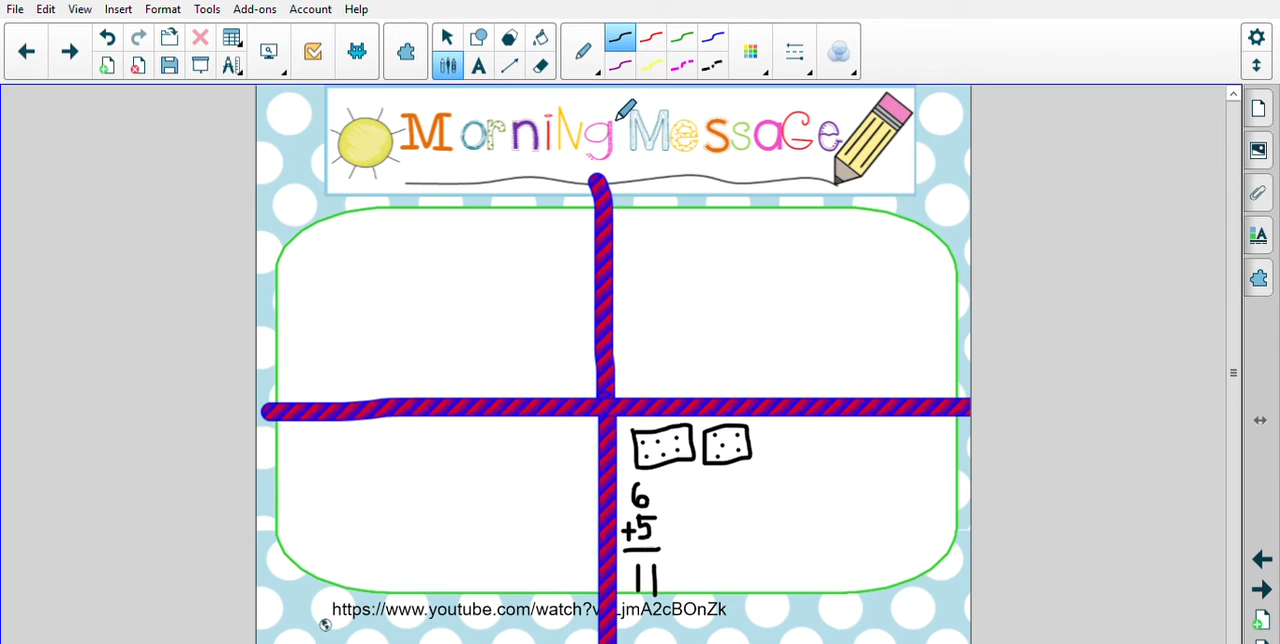 File Edit View Insert Format Tools Add-ons Account Help
Morning Message
6
+5
11
https://www.youtube.com/watch?v
jmA2cBOnZk